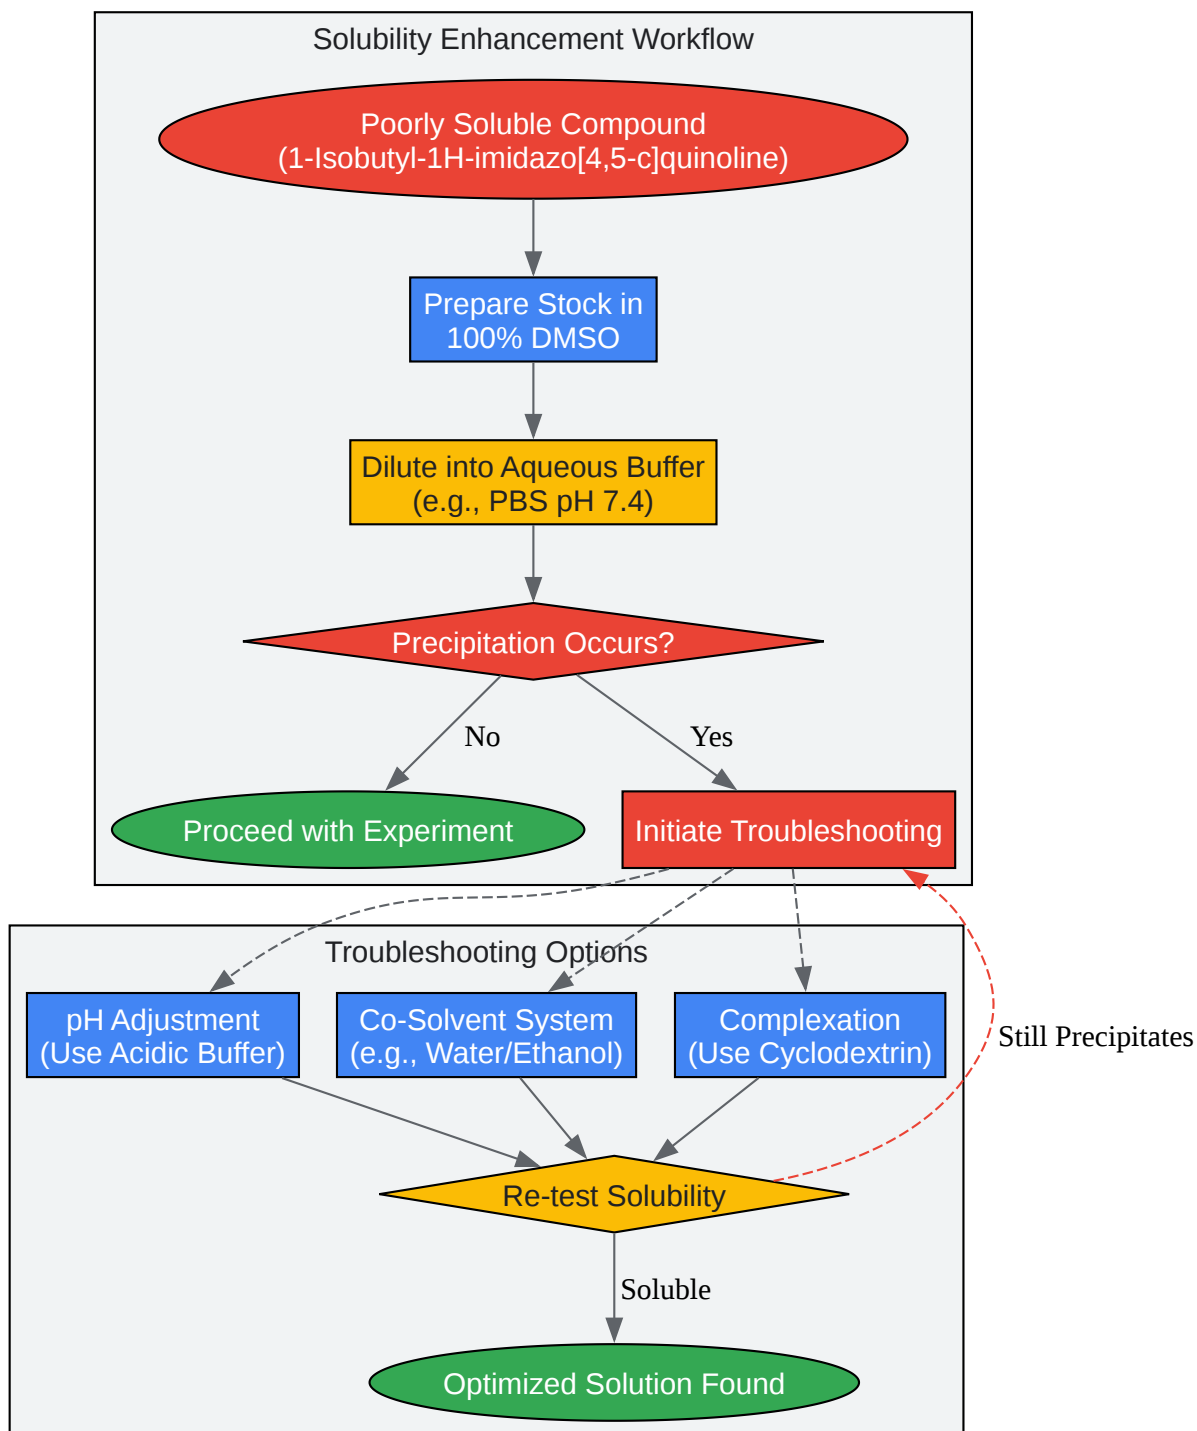 Solubility Enhancement Workflow
Poorly Soluble Compound
(1-Isobutyl-1H-imidazo[4,5-c]quinoline)
Prepare Stock in
100% DMSO
Dilute into Aqueous Buffer
(e.g., PBS pH 7.4)
Precipitation Occurs?
No
Yes
Proceed with Experiment
Initiate Troubleshooting
Troubleshooting Options
pH Adjustment
(Use Acidic Buffer)
Co-Solvent System
(e.g., Water/Ethanol)
Complexation
(Use Cyclodextrin)
Still Precipitates
Re-test Solubility
Soluble
Optimized Solution Found